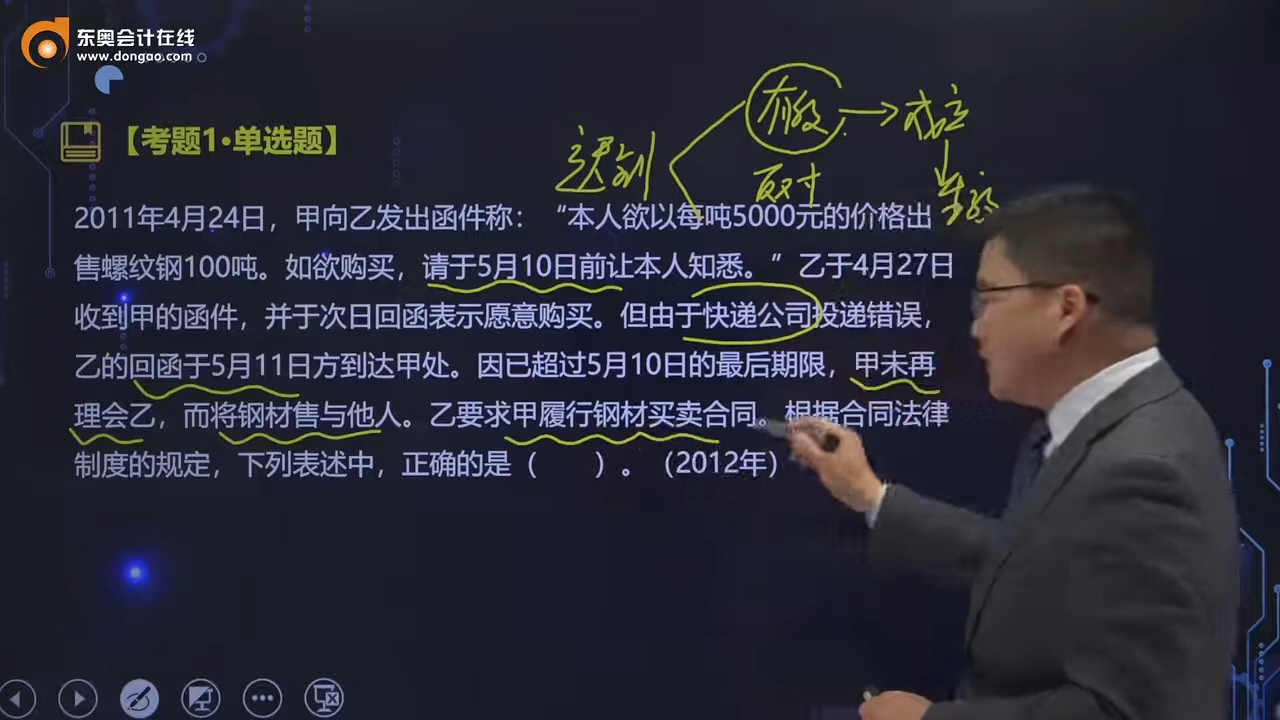 东奥会计在线
www.dongao.com
【考题1·单选题】
达到
有效
成立
取对
生效
2011年4月24日，甲向乙发出函件称：“本人欲以每吨5000元的价格出
售螺纹钢100吨。如欲购买，请于5月10日前让本人知悉。”乙于4月27日
收到甲的函件，并于次日回函表示愿意购买。但由于快递公司投递错误，
乙的回函于5月11日方到达甲处。因已超过5月10日的最后期限，甲未再
理会乙，而将钢材售与他人。乙要求甲履行钢材买卖合同。根据合同法律
制度的规定，下列表述中，正确的是（ ）。（2012年）